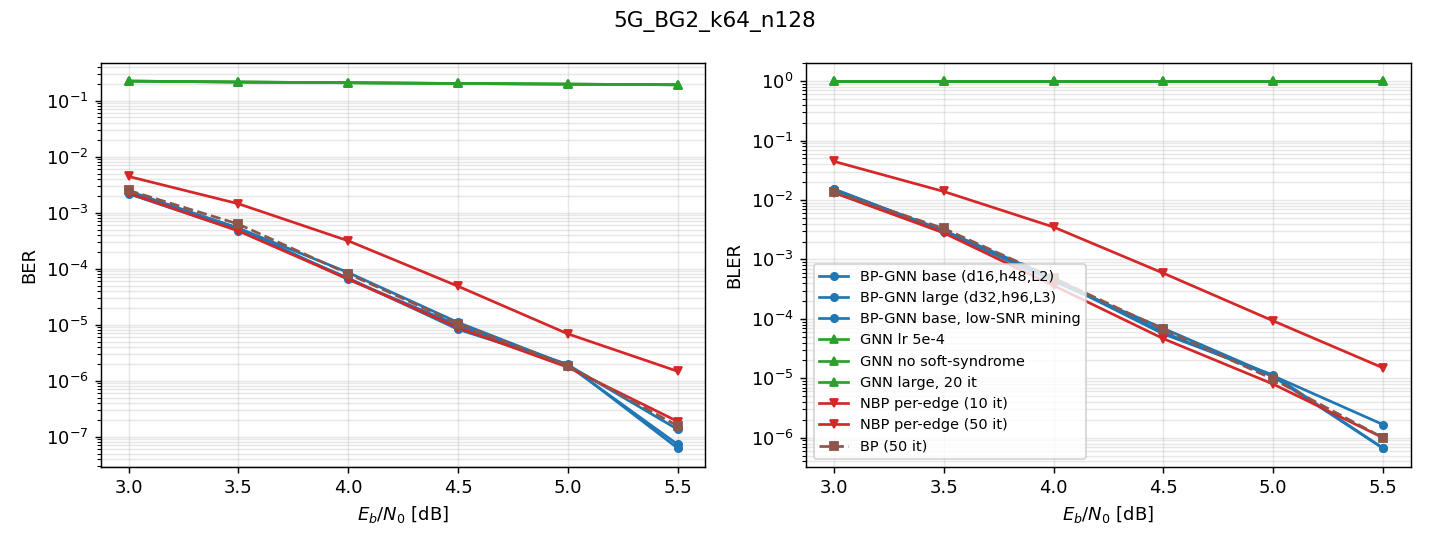 5G_BG2_k64_n128
BER
10⁻¹
10⁻²
10⁻³
10⁻⁴
10⁻⁵
10⁻⁶
10⁻⁷
3.0 3.5 4.0 4.5 5.0 5.5
E_b/N_0 [dB]
BLER
10⁰
10⁻¹
10⁻²
10⁻³
10⁻⁴
10⁻⁵
10⁻⁶
BP-GNN base (d16,h48,L2)
BP-GNN large (d32,h96,L3)
BP-GNN base, low-SNR mining
GNN lr 5e-4
GNN no soft-syndrome
GNN large, 20 it
NBP per-edge (10 it)
NBP per-edge (50 it)
BP (50 it)
3.0 3.5 4.0 4.5 5.0 5.5
E_b/N_0 [dB]